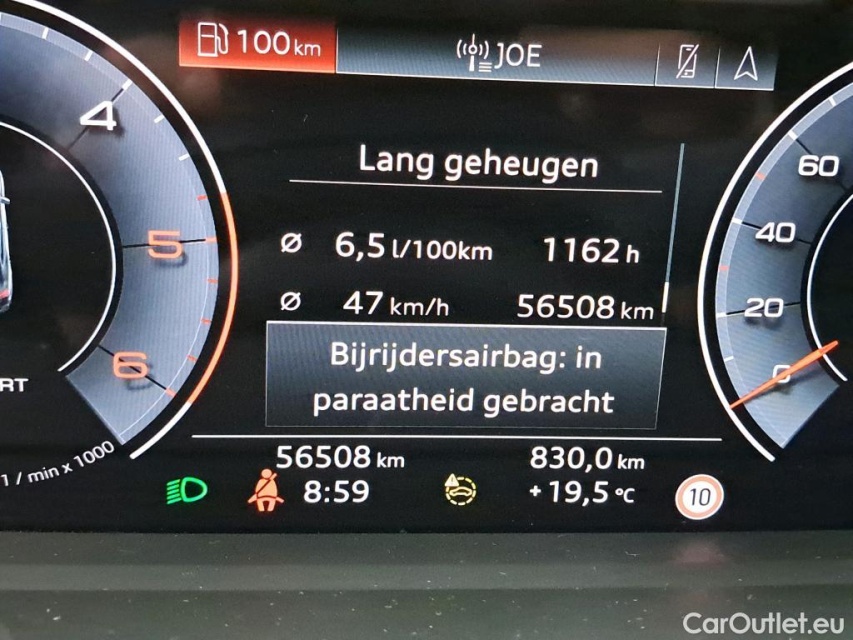 100 km
JOE
Lang geheugen
Ø 6,5 l/100km 1162 h
Ø 47 km/h 56508 km
Bijrijdersairbag: in
paraatheid gebracht
56508 km 830,0 km
8:59 +19,5 °C
10
4
5
6
RT
1 / min x 1000
60
40
20
0
CarOutlet.eu